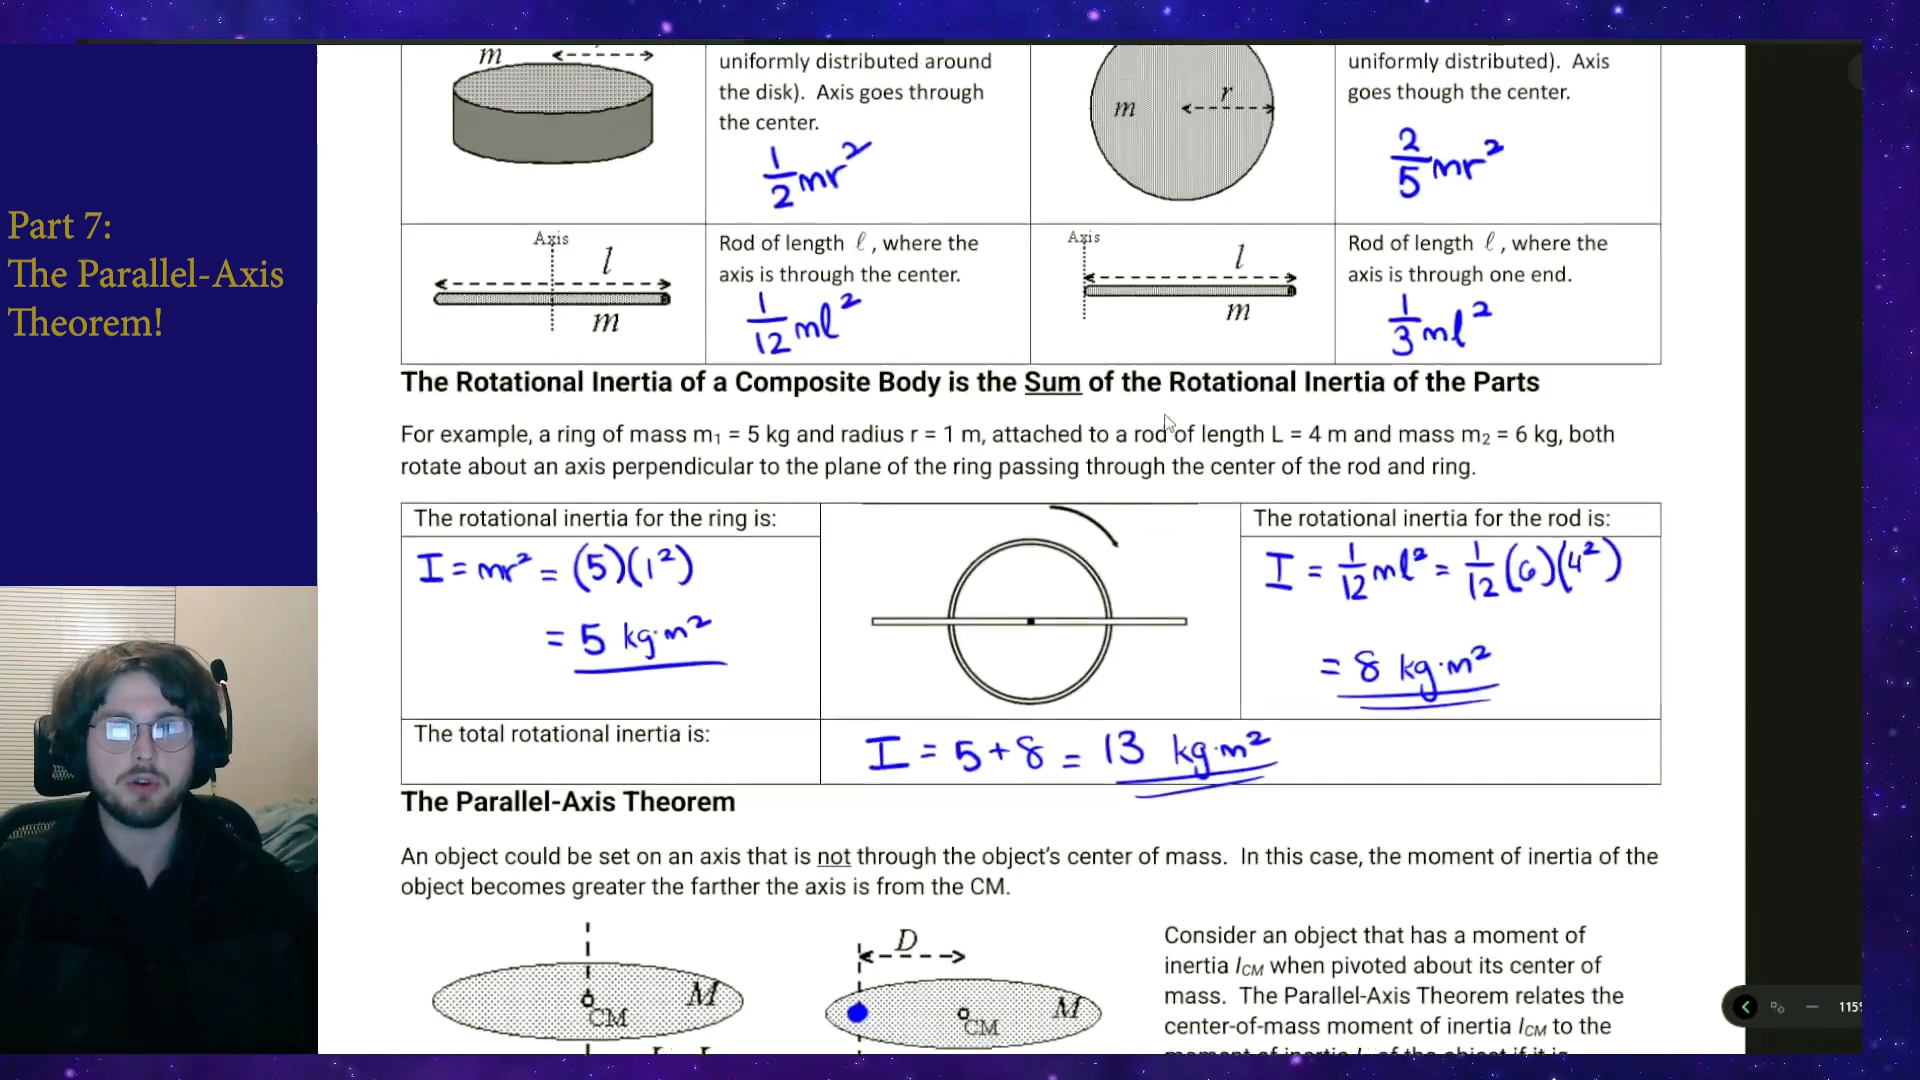 Part 7:
The Parallel-Axis
Theorem!
m
uniformly distributed around
the disk). Axis goes through
the center.
1/2 mr²
m
r
uniformly distributed). Axis
goes though the center.
2/5 mr²
Axis
l
m
Rod of length ℓ, where the
axis is through the center.
1/12 ml²
Axis
l
m
Rod of length ℓ, where the
axis is through one end.
1/3 ml²
The Rotational Inertia of a Composite Body is the Sum of the Rotational Inertia of the Parts
For example, a ring of mass m₁ = 5 kg and radius r = 1 m, attached to a rod of length L = 4 m and mass m₂ = 6 kg, both
rotate about an axis perpendicular to the plane of the ring passing through the center of the rod and ring.
The rotational inertia for the ring is:
I = mr² = (5)(1²)
= 5 kg·m²
The rotational inertia for the rod is:
I = 1/12 ml² = 1/12 (6)(4²)
= 8 kg·m²
The total rotational inertia is:
I = 5+8 = 13 kg·m²
The Parallel-Axis Theorem
An object could be set on an axis that is not through the object's center of mass. In this case, the moment of inertia of the
object becomes greater the farther the axis is from the CM.
M
CM
D
M
CM
Consider an object that has a moment of
inertia I_CM when pivoted about its center of
mass. The Parallel-Axis Theorem relates the
center-of-mass moment of inertia I_CM to the
115